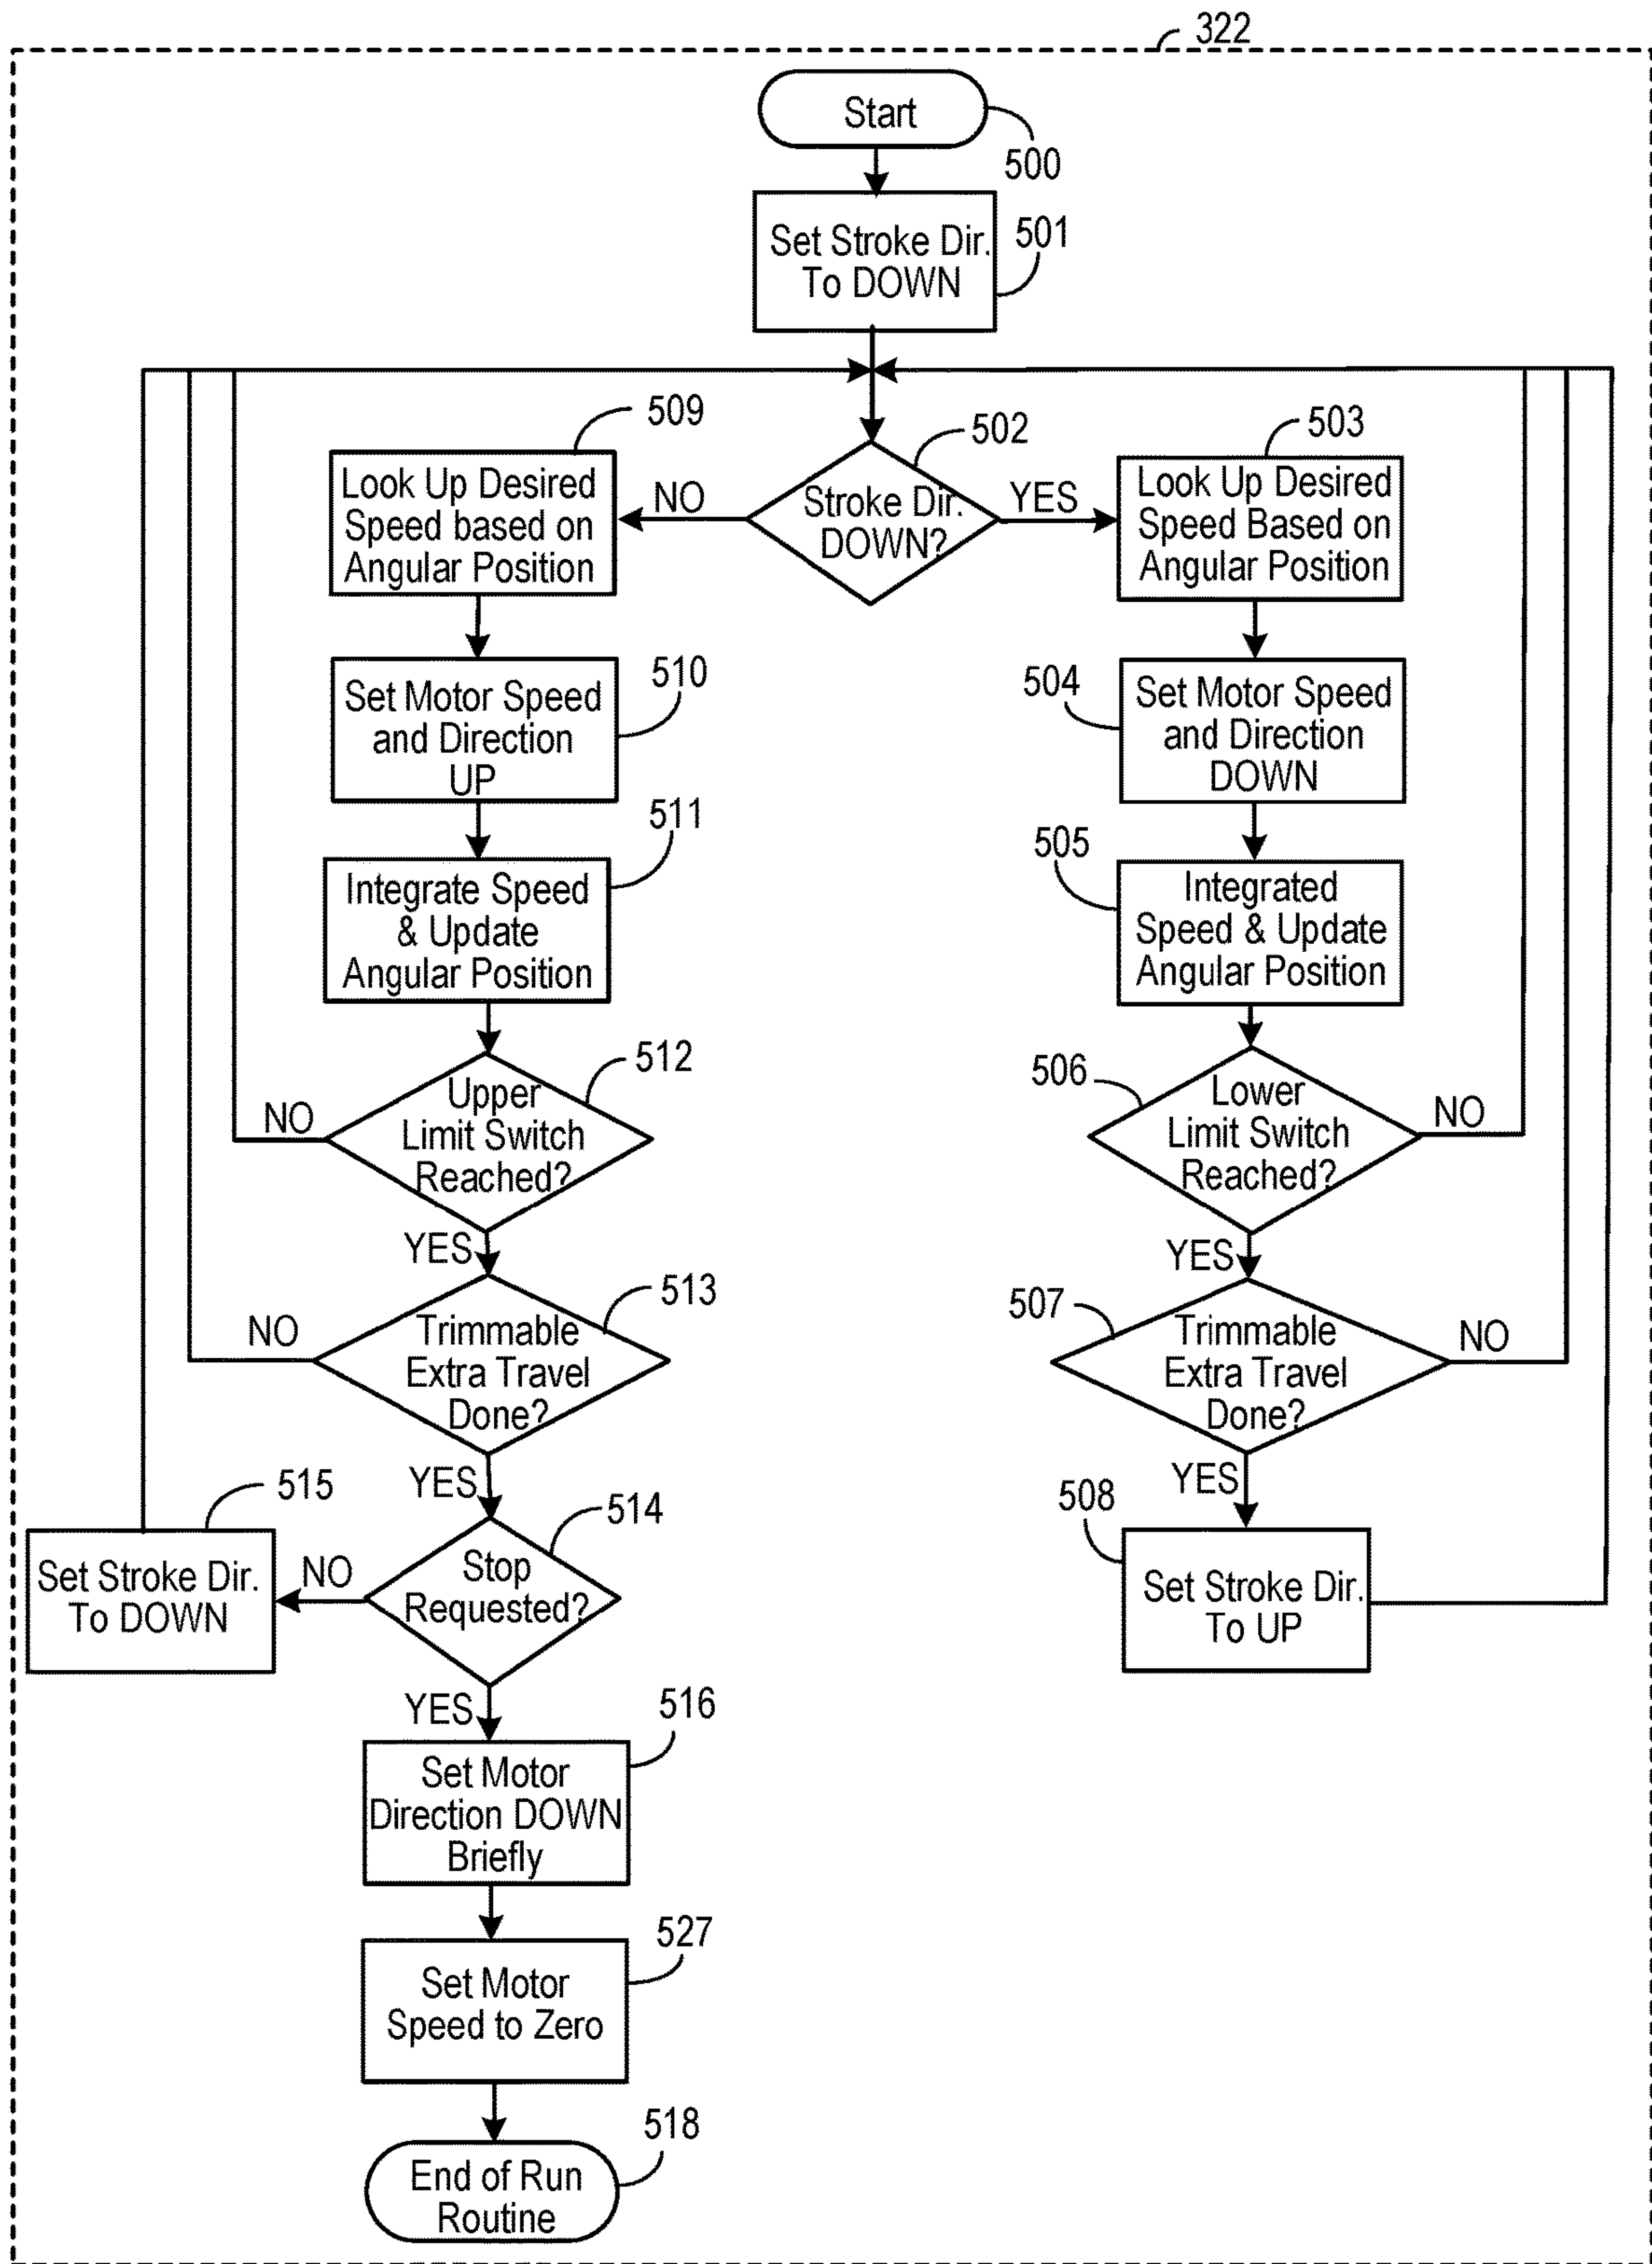 322
Start
500
Set Stroke Dir.
To DOWN
501
502
Stroke Dir.
DOWN?
NO
YES
509
Look Up Desired
Speed based on
Angular Position
503
Look Up Desired
Speed Based on
Angular Position
510
Set Motor Speed
and Direction
UP
504
Set Motor Speed
and Direction
DOWN
511
Integrate Speed
& Update
Angular Position
505
Integrated
Speed & Update
Angular Position
512
Upper
Limit Switch
Reached?
NO
YES
506
Lower
Limit Switch
Reached?
NO
YES
513
Trimmable
Extra Travel
Done?
NO
YES
507
Trimmable
Extra Travel
Done?
NO
YES
515
Set Stroke Dir.
To DOWN
514
Stop
Requested?
NO
YES
508
Set Stroke Dir.
To UP
516
Set Motor
Direction DOWN
Briefly
527
Set Motor
Speed to Zero
518
End of Run
Routine